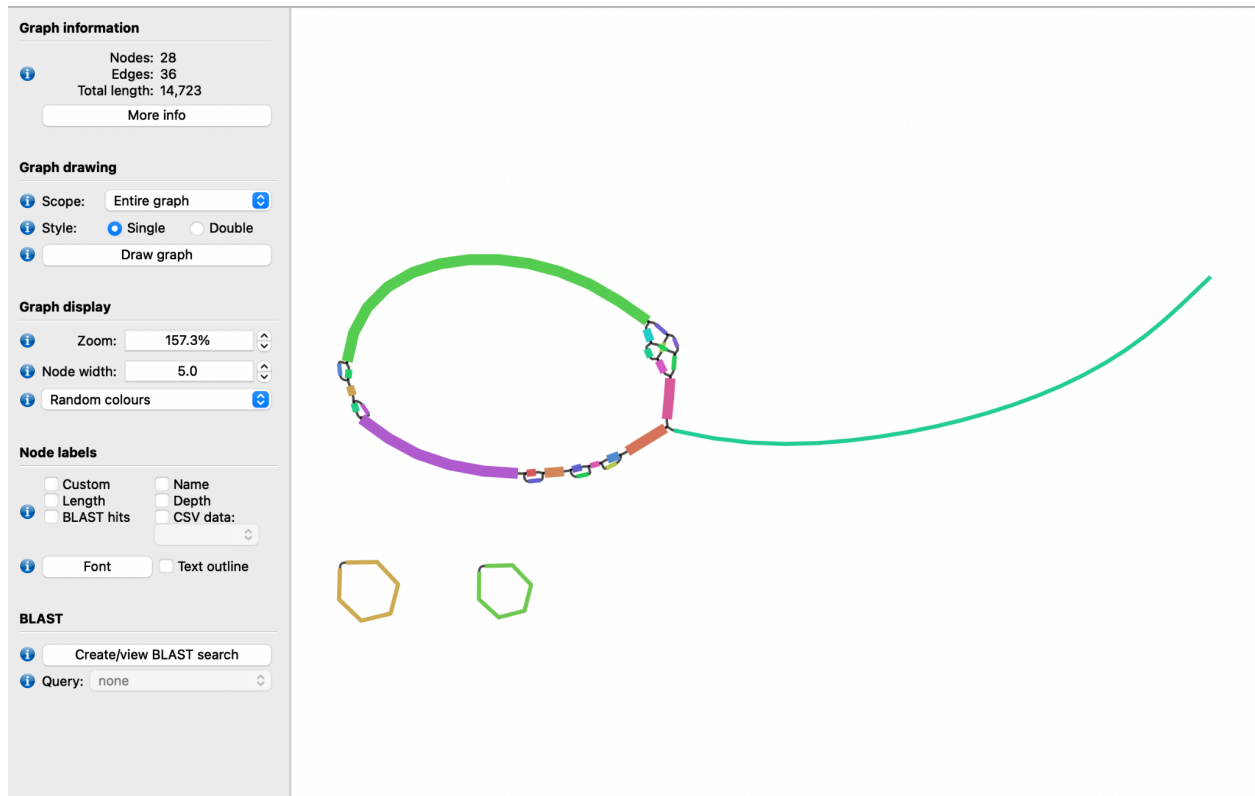 Graph information
Nodes: 28
Edges: 36
Total length: 14,723
More info
Graph drawing
Scope: Entire graph
Style: Single Double
Draw graph
Graph display
Zoom: 157.3%
Node width: 5.0
Random colours
Node labels
Custom Name
Length Depth
BLAST hits CSV data:
Font Text outline
BLAST
Create/view BLAST search
Query: none